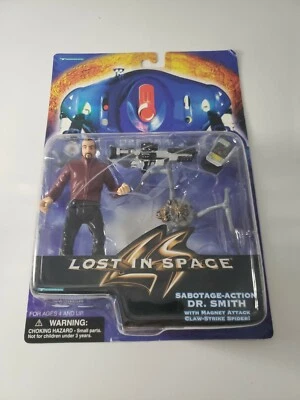 LOST IN SPACE
SABOTAGE-ACTION
DR. SMITH
WITH MAGNET ATTACK
CLAW-STRIKE SPIDER!
FOR AGES 4 AND UP
WARNING:
CHOKING HAZARD - Small parts.
Not for children under 3 years.